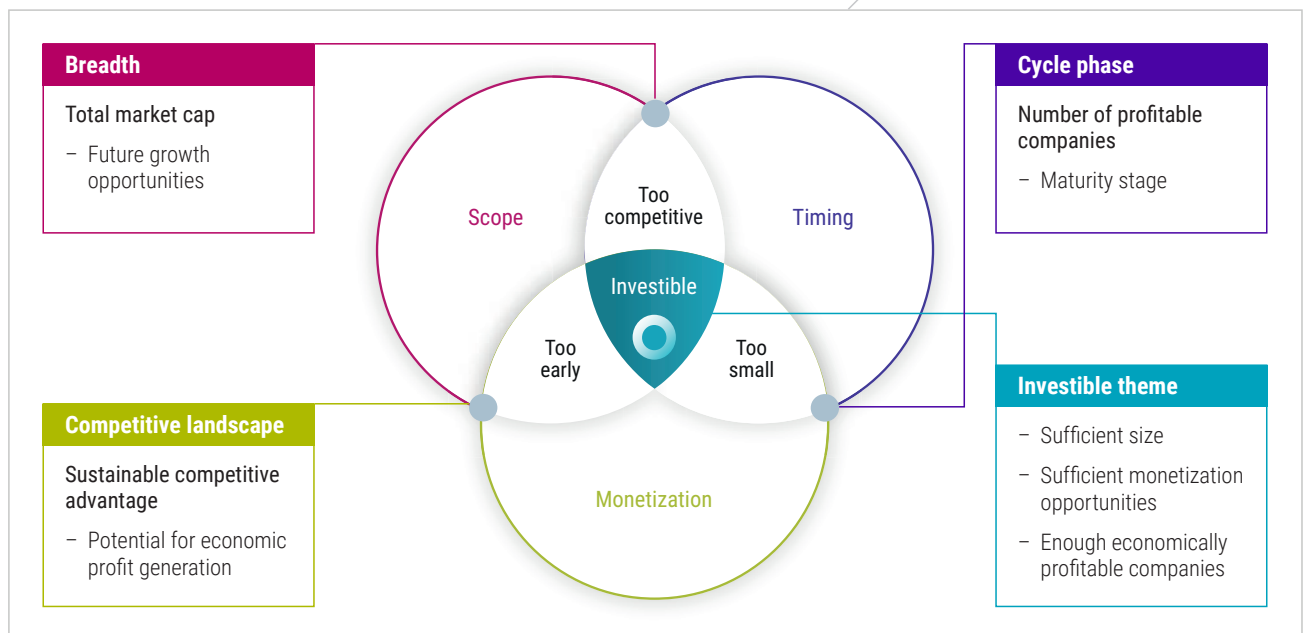 Breadth
Total market cap
– Future growth
opportunities
Cycle phase
Number of profitable
companies
– Maturity stage
Scope
Too
competitive
Timing
Investible
Too
early
Too
small
Monetization
Competitive landscape
Sustainable competitive
advantage
– Potential for economic
profit generation
Investible theme
– Sufficient size
– Sufficient monetization
opportunities
– Enough economically
profitable companies